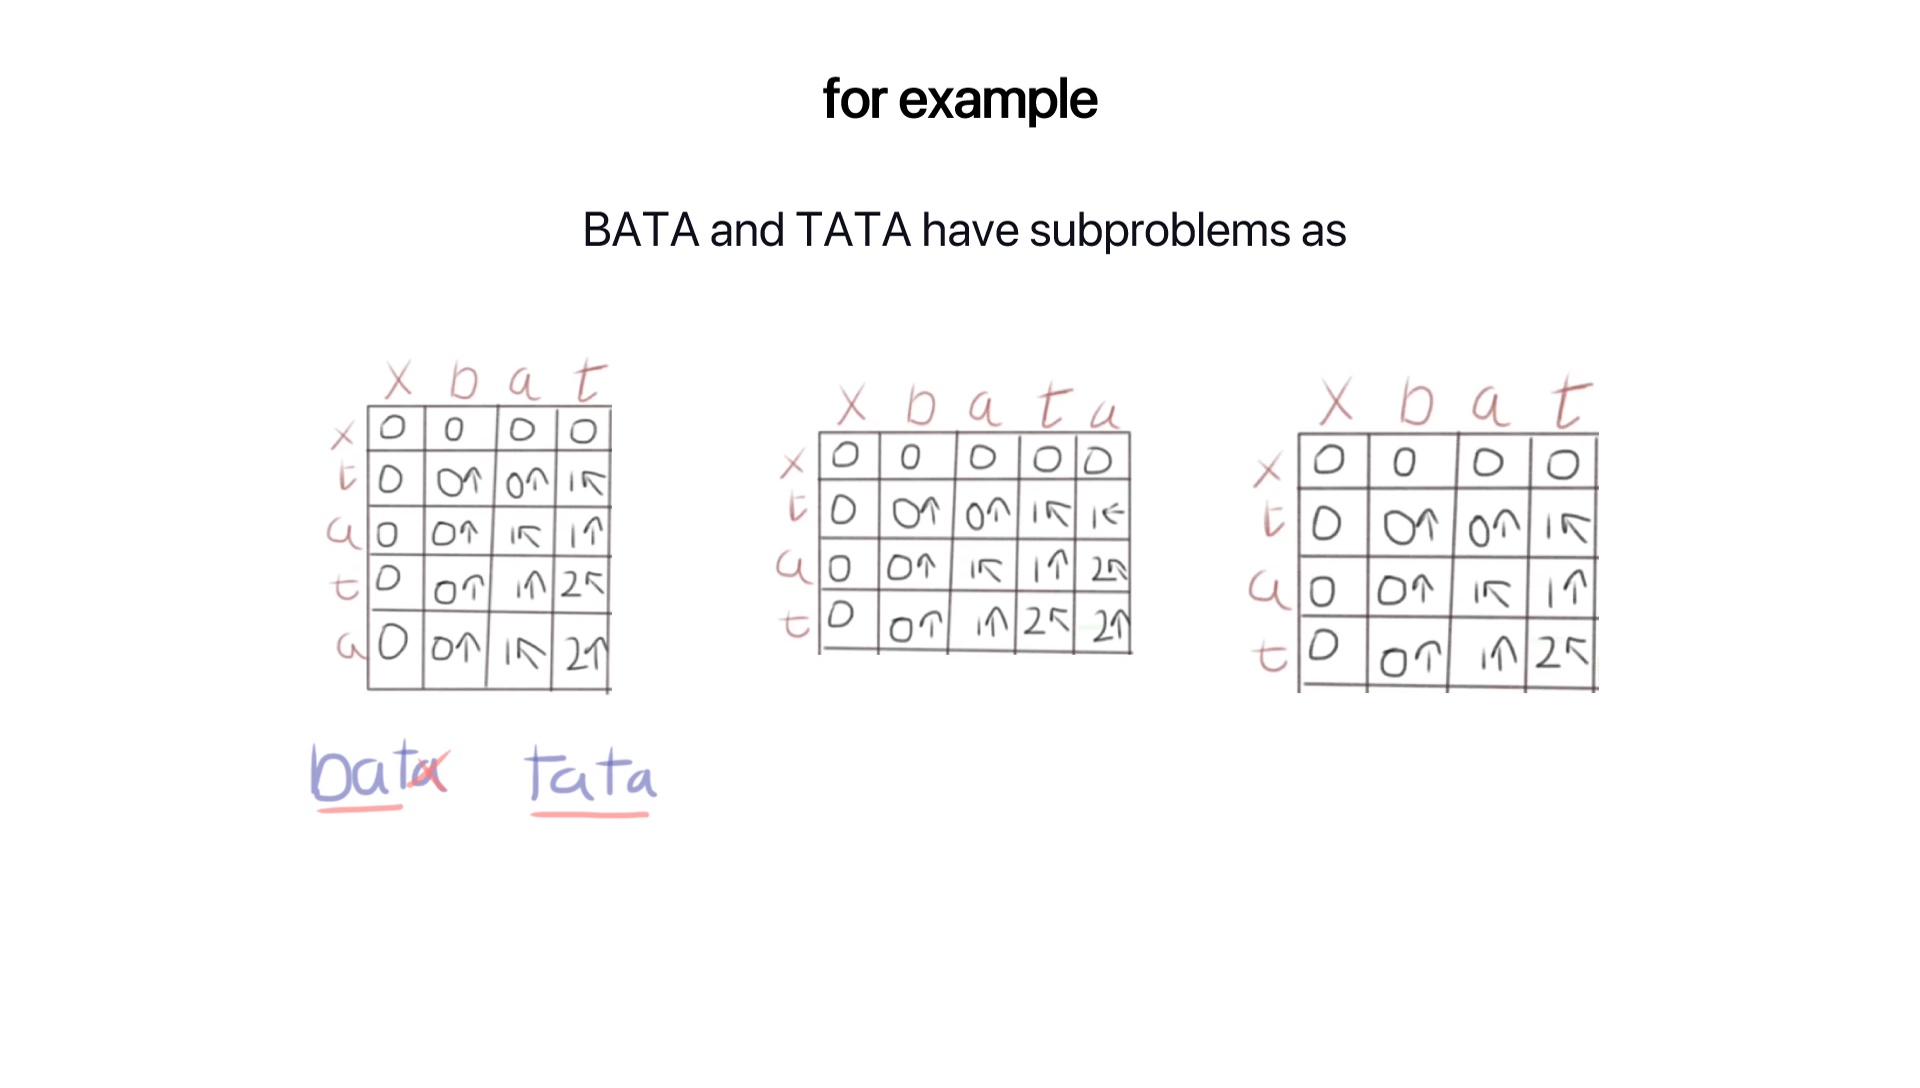 for example
BATA and TATA have subproblems as
x b a t
x 0 0 0 0
t 0 0↑ 0↑ 1↖
a 0 0↑ 1↖ 1↑
t 0 0↑ 1↑ 2↖
a 0 0↑ 1↖ 2↑
bata tata
x b a t a
x 0 0 0 0 0
t 0 0↑ 0↑ 1↖ 1←
a 0 0↑ 1↖ 1↑ 2↖
t 0 0↑ 1↑ 2↖ 2↑
x b a t
x 0 0 0 0
t 0 0↑ 0↑ 1↖
a 0 0↑ 1↖ 1↑
t 0 0↑ 1↑ 2↖